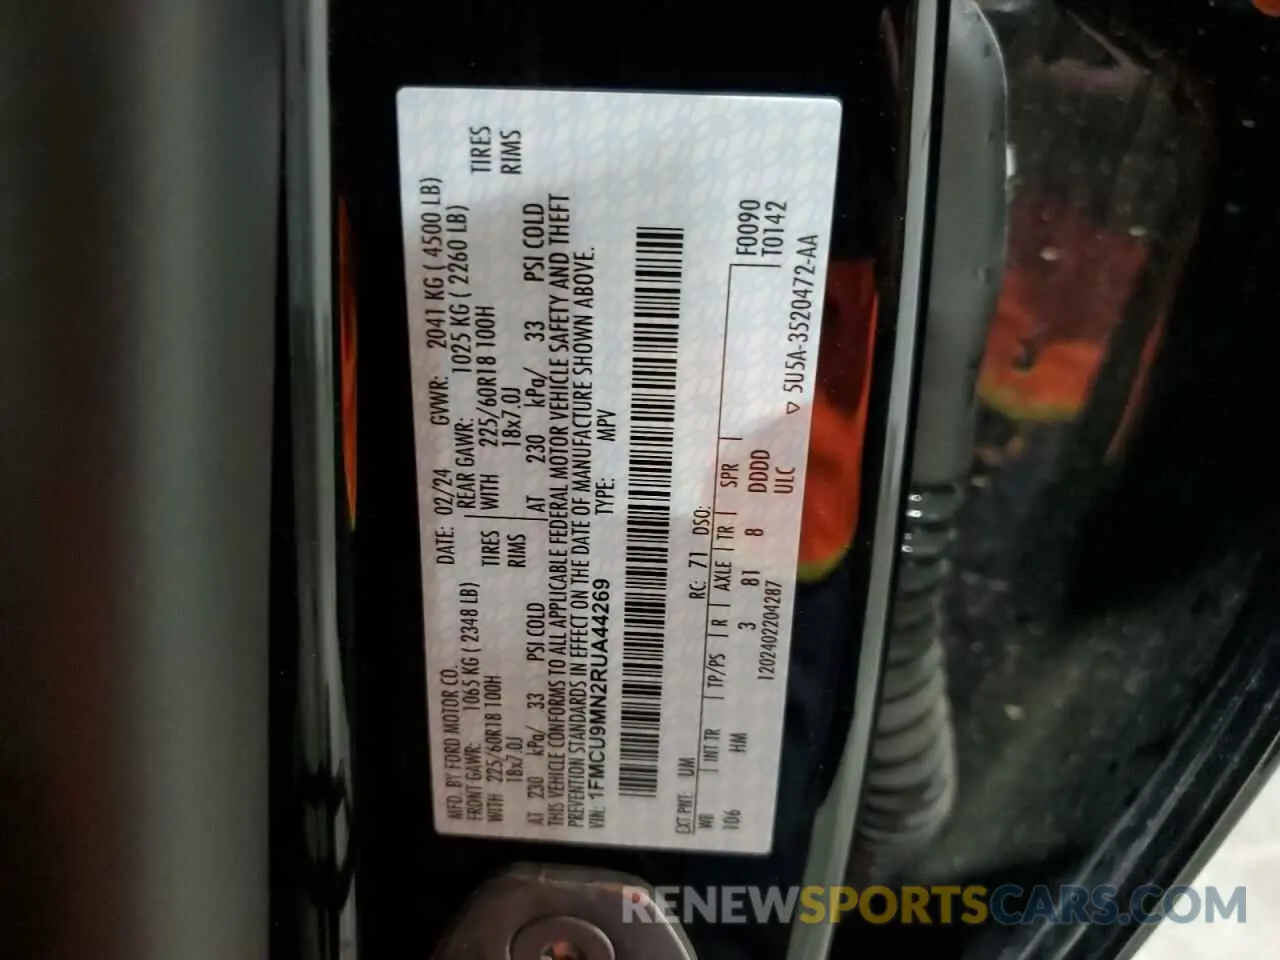 MFD. BY FORD MOTOR CO.
DATE: 02/24 GVWR: 2041 KG ( 4500 LB)
FRONT GAWR: 1065 KG ( 2348 LB) REAR GAWR: 1025 KG ( 2260 LB)
WITH 225/60R18 100H TIRES WITH 225/60R18 100H TIRES
18x7.0J RIMS 18x7.0J RIMS
AT 230 kPa/ 33 PSI COLD AT 230 kPa/ 33 PSI COLD
THIS VEHICLE CONFORMS TO ALL APPLICABLE FEDERAL MOTOR VEHICLE SAFETY AND THEFT
PREVENTION STANDARDS IN EFFECT ON THE DATE OF MANUFACTURE SHOWN ABOVE.
VIN: 1FMCU9MN2RUA44269 TYPE: MPV
EXT PNT: UM RC: 71 DSO: F0090
WB INT TR TP/PS R AXLE TR SPR T0142
106 HM 3 81 8 DDDD
1202402204287 ULC
▽ 5U5A-3520472-AA
RENEWSPORTSCARS.COM